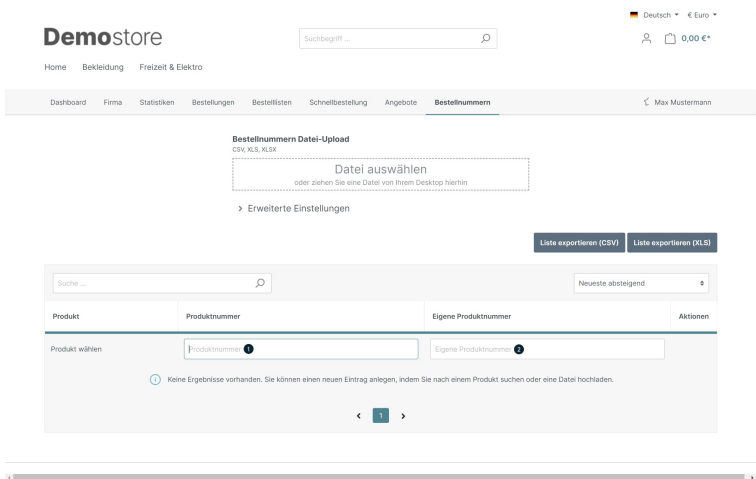 Deutsch € Euro
Demostore
Suchbegriff ...
0,00 €*
Home Bekleidung Freizeit & Elektro
Dashboard Firma Statistiken Bestellungen Bestelllisten Schnellbestellung Angebote Bestellnummern Max Mustermann
Bestellnummern Datei-Upload
CSV, XLS, XLSX
Datei auswählen
oder ziehen Sie eine Datei von Ihrem Desktop hierhin
Erweiterte Einstellungen
Liste exportieren (CSV) Liste exportieren (XLS)
Suche ... Neueste absteigend
Produkt Produktnummer Eigene Produktnummer Aktionen
Produkt wählen Produktnummer 1 Eigene Produktnummer 2
Keine Ergebnisse vorhanden. Sie können einen neuen Eintrag anlegen, indem Sie nach einem Produkt suchen oder eine Datei hochladen.
1